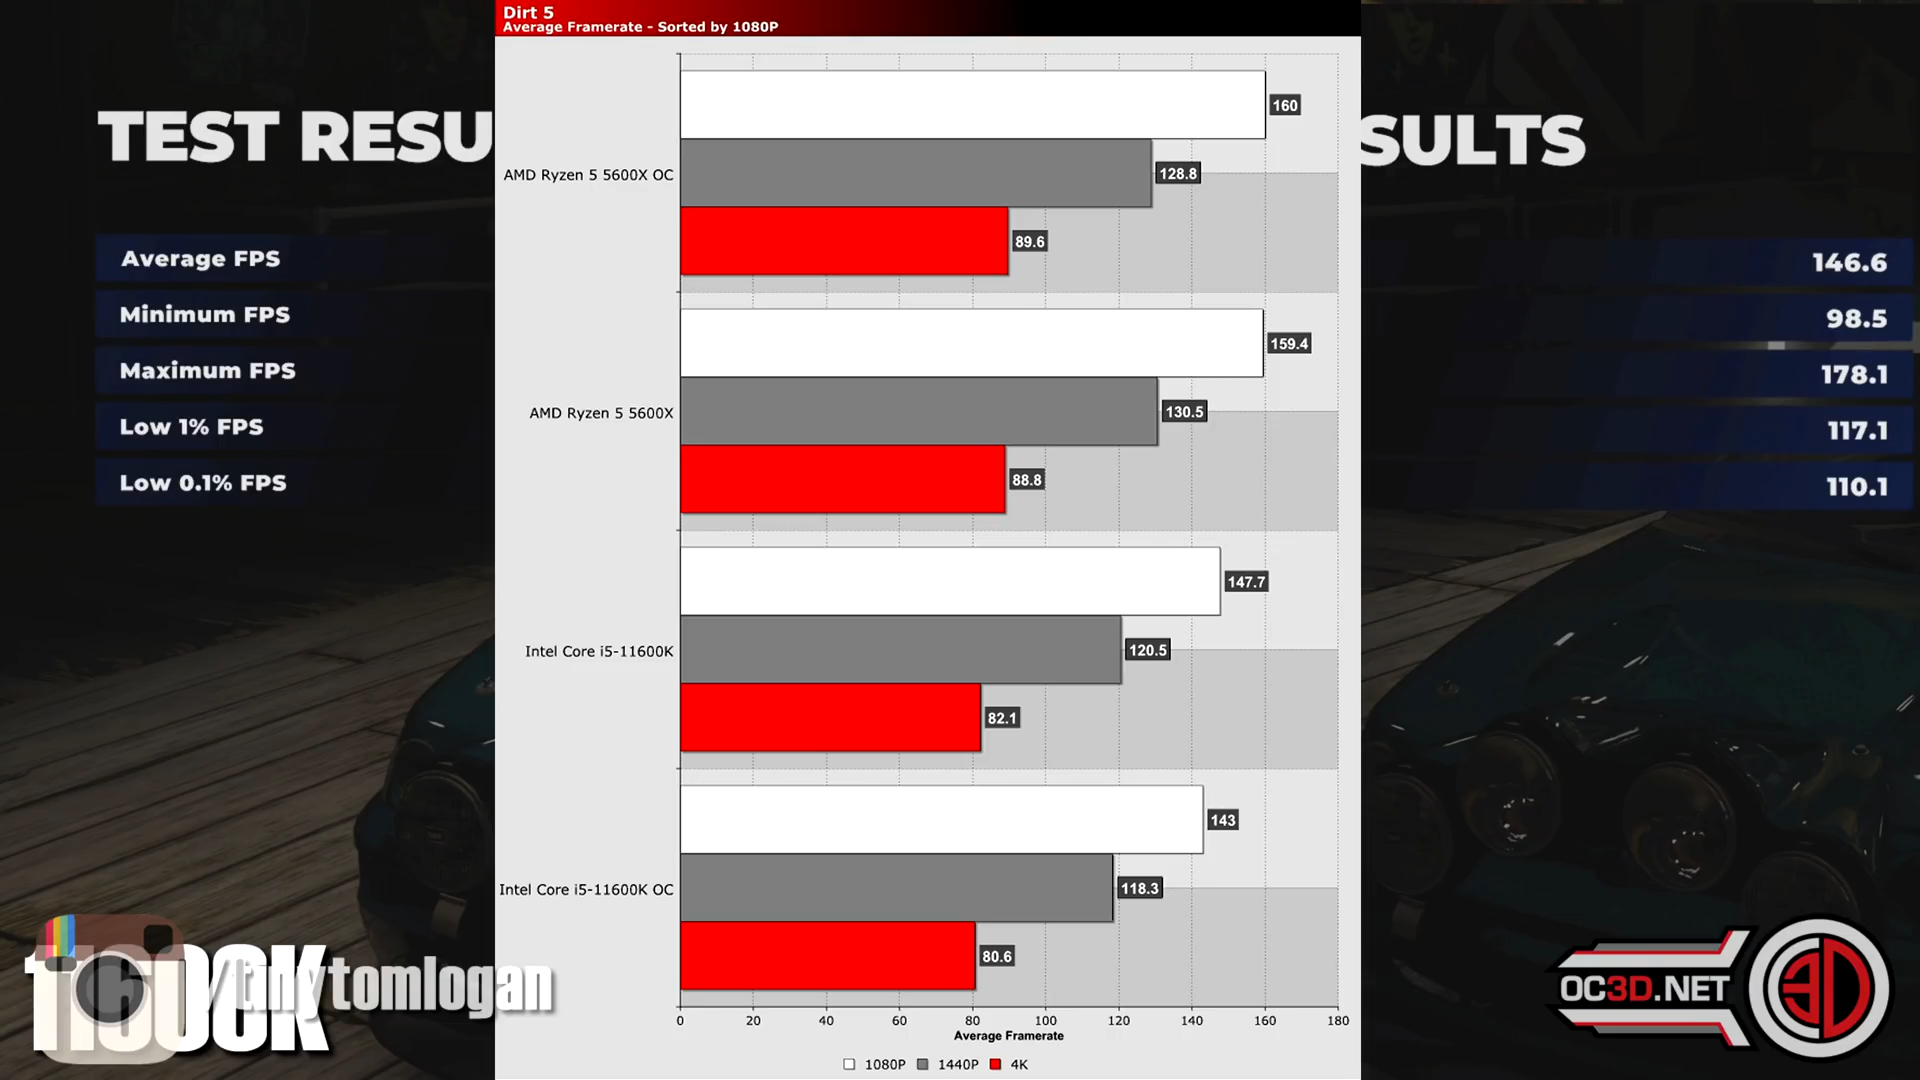 Dirt 5
Average Framerate - Sorted by 1080P
TEST RESU
SULTS
Average FPS
Minimum FPS
Maximum FPS
Low 1% FPS
Low 0.1% FPS
146.6
98.5
178.1
117.1
110.1
AMD Ryzen 5 5600X OC
160
128.8
89.6
AMD Ryzen 5 5600X
159.4
130.5
88.8
Intel Core i5-11600K
147.7
120.5
82.1
Intel Core i5-11600K OC
143
118.3
80.6
0 20 40 60 80 100 120 140 160 180
Average Framerate
1080P 1440P 4K
11600K
/tinytomlogan
OC3D.NET
3D